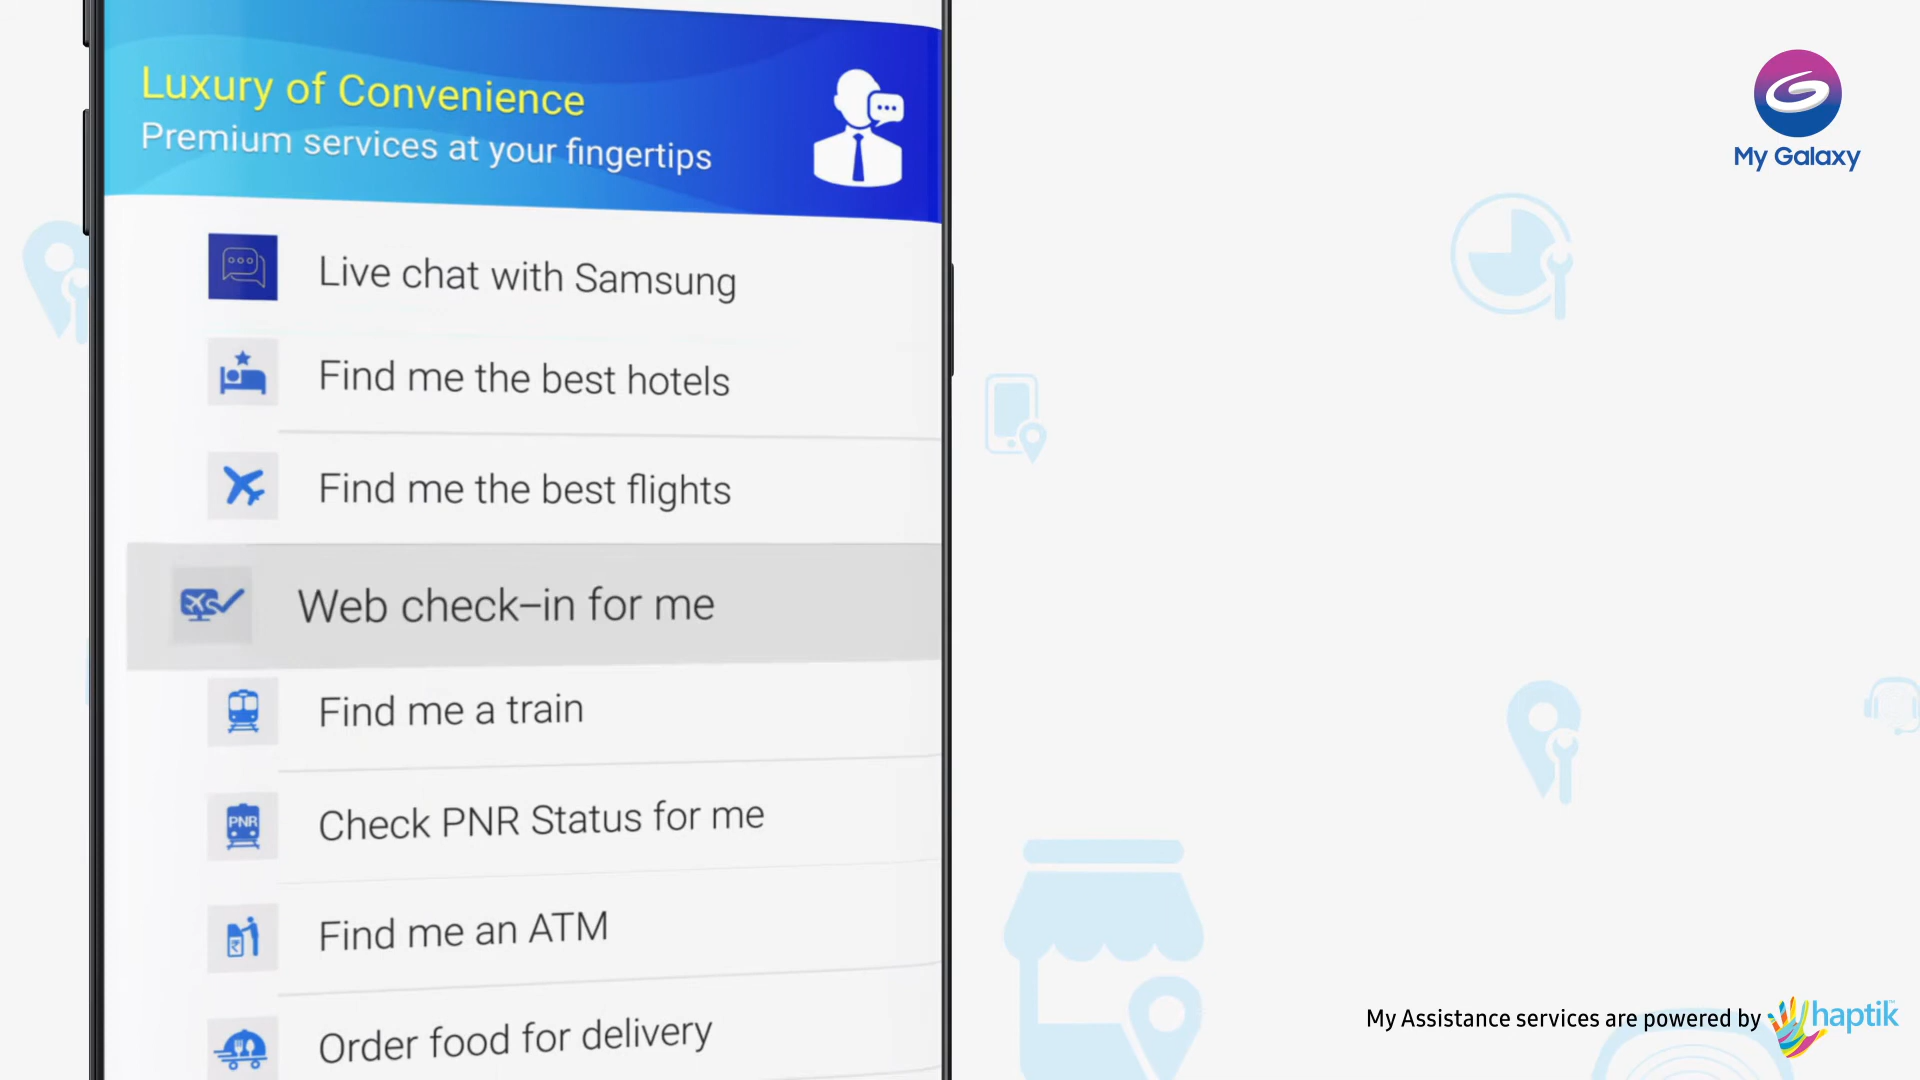 Luxury of Convenience
Premium services at your fingertips
My Galaxy
Live chat with Samsung
Find me the best hotels
Find me the best flights
Web check-in for me
Find me a train
PNR
Check PNR Status for me
₹
Find me an ATM
Order food for delivery
My Assistance services are powered by haptik™